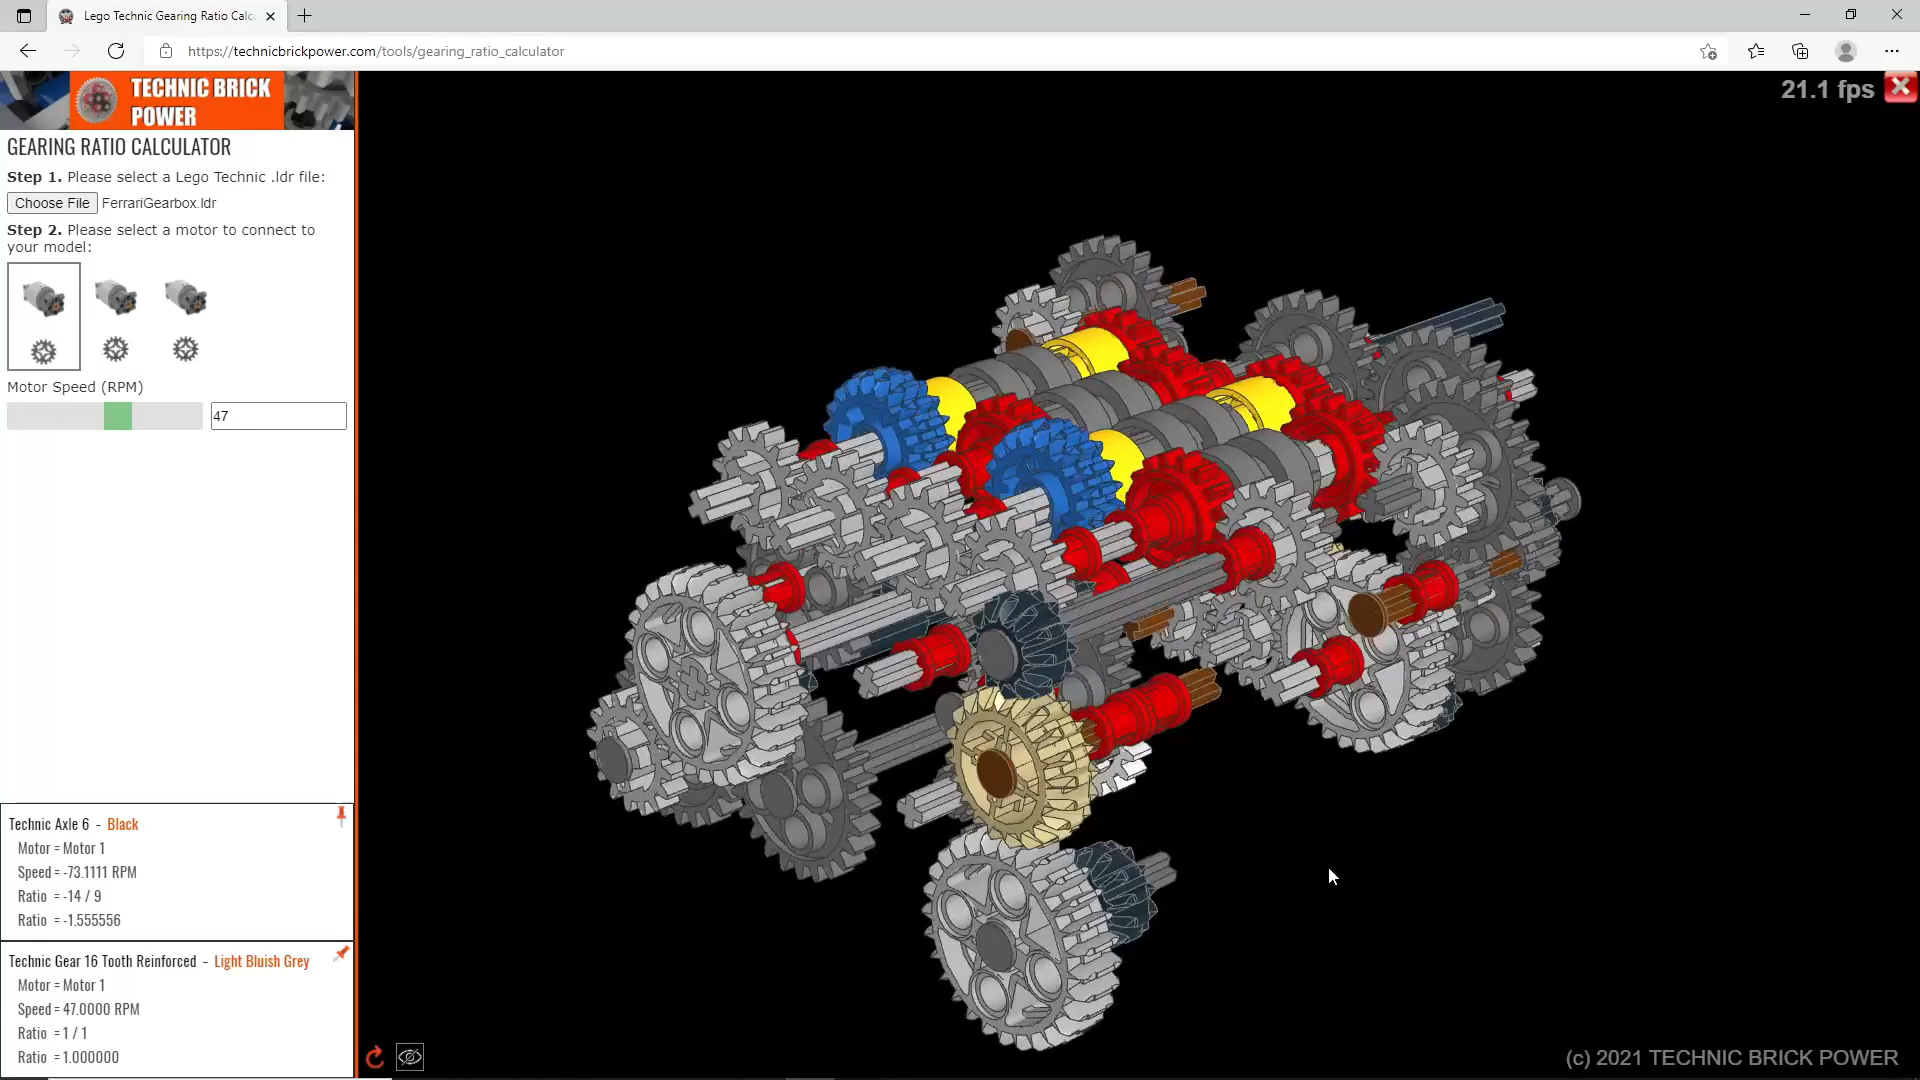 Lego Technic Gearing Ratio Calc
https://technicbrickpower.com/tools/gearing_ratio_calculator
TECHNIC BRICK
POWER
21.1 fps
GEARING RATIO CALCULATOR
Step 1. Please select a Lego Technic .ldr file:
Choose File FerrariGearbox.ldr
Step 2. Please select a motor to connect to
your model:
Motor Speed (RPM)
47
Technic Axle 6 - Black
Motor = Motor 1
Speed = -73.1111 RPM
Ratio = -14 / 9
Ratio = -1.555556
Technic Gear 16 Tooth Reinforced - Light Bluish Grey
Motor = Motor 1
Speed = 47.0000 RPM
Ratio = 1 / 1
Ratio = 1.000000
(c) 2021 TECHNIC BRICK POWER